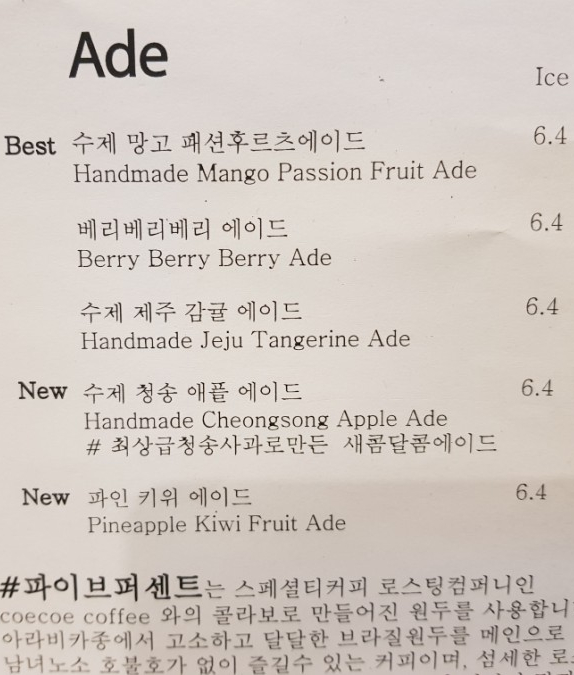 Ade
Ice
Best 수제 망고 패션후르츠에이드 6.4
Handmade Mango Passion Fruit Ade
베리베리베리 에이드 6.4
Berry Berry Berry Ade
수제 제주 감귤 에이드 6.4
Handmade Jeju Tangerine Ade
New 수제 청송 애플 에이드 6.4
Handmade Cheongsong Apple Ade
# 최상급청송사과로만든 새콤달콤에이드
New 파인 키위 에이드 6.4
Pineapple Kiwi Fruit Ade
#파이브퍼센트는 스페셜티커피 로스팅컴퍼니인
coecoe coffee 와의 콜라보로 만들어진 원두를 사용합니
아라비카종에서 고소하고 달달한 브라질원두를 메인으로
남녀노소 호불호가 없이 즐길수 있는 커피이며, 섬세한 로